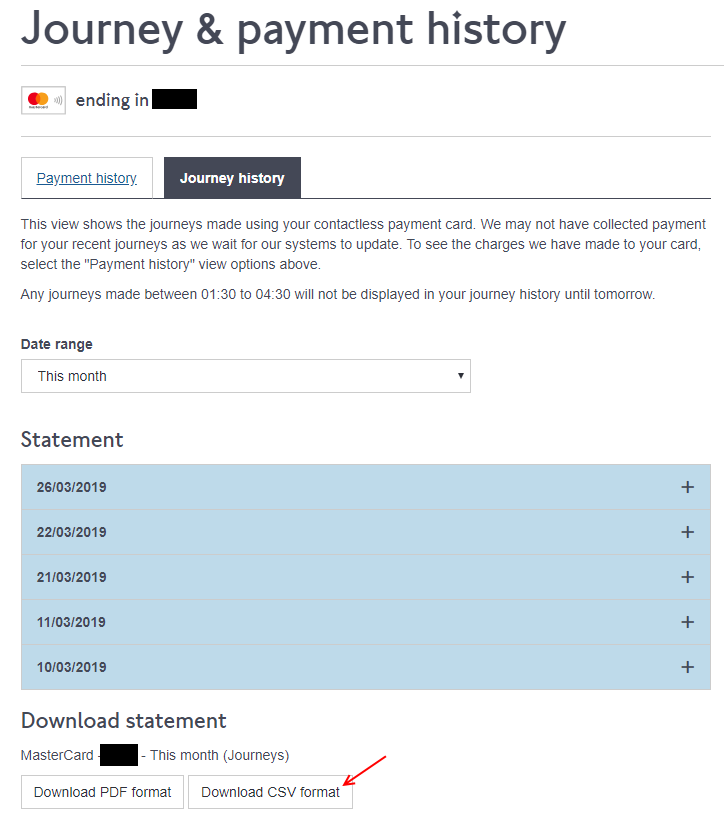 Journey & payment history
ending in
Payment history
Journey history
This view shows the journeys made using your contactless payment card. We may not have collected payment
for your recent journeys as we wait for our systems to update. To see the charges we have made to your card,
select the "Payment history" view options above.
Any journeys made between 01:30 to 04:30 will not be displayed in your journey history until tomorrow.
Date range
This month
Statement
26/03/2019 +
22/03/2019 +
21/03/2019 +
11/03/2019 +
10/03/2019 +
Download statement
MasterCard - - This month (Journeys)
Download PDF format
Download CSV format